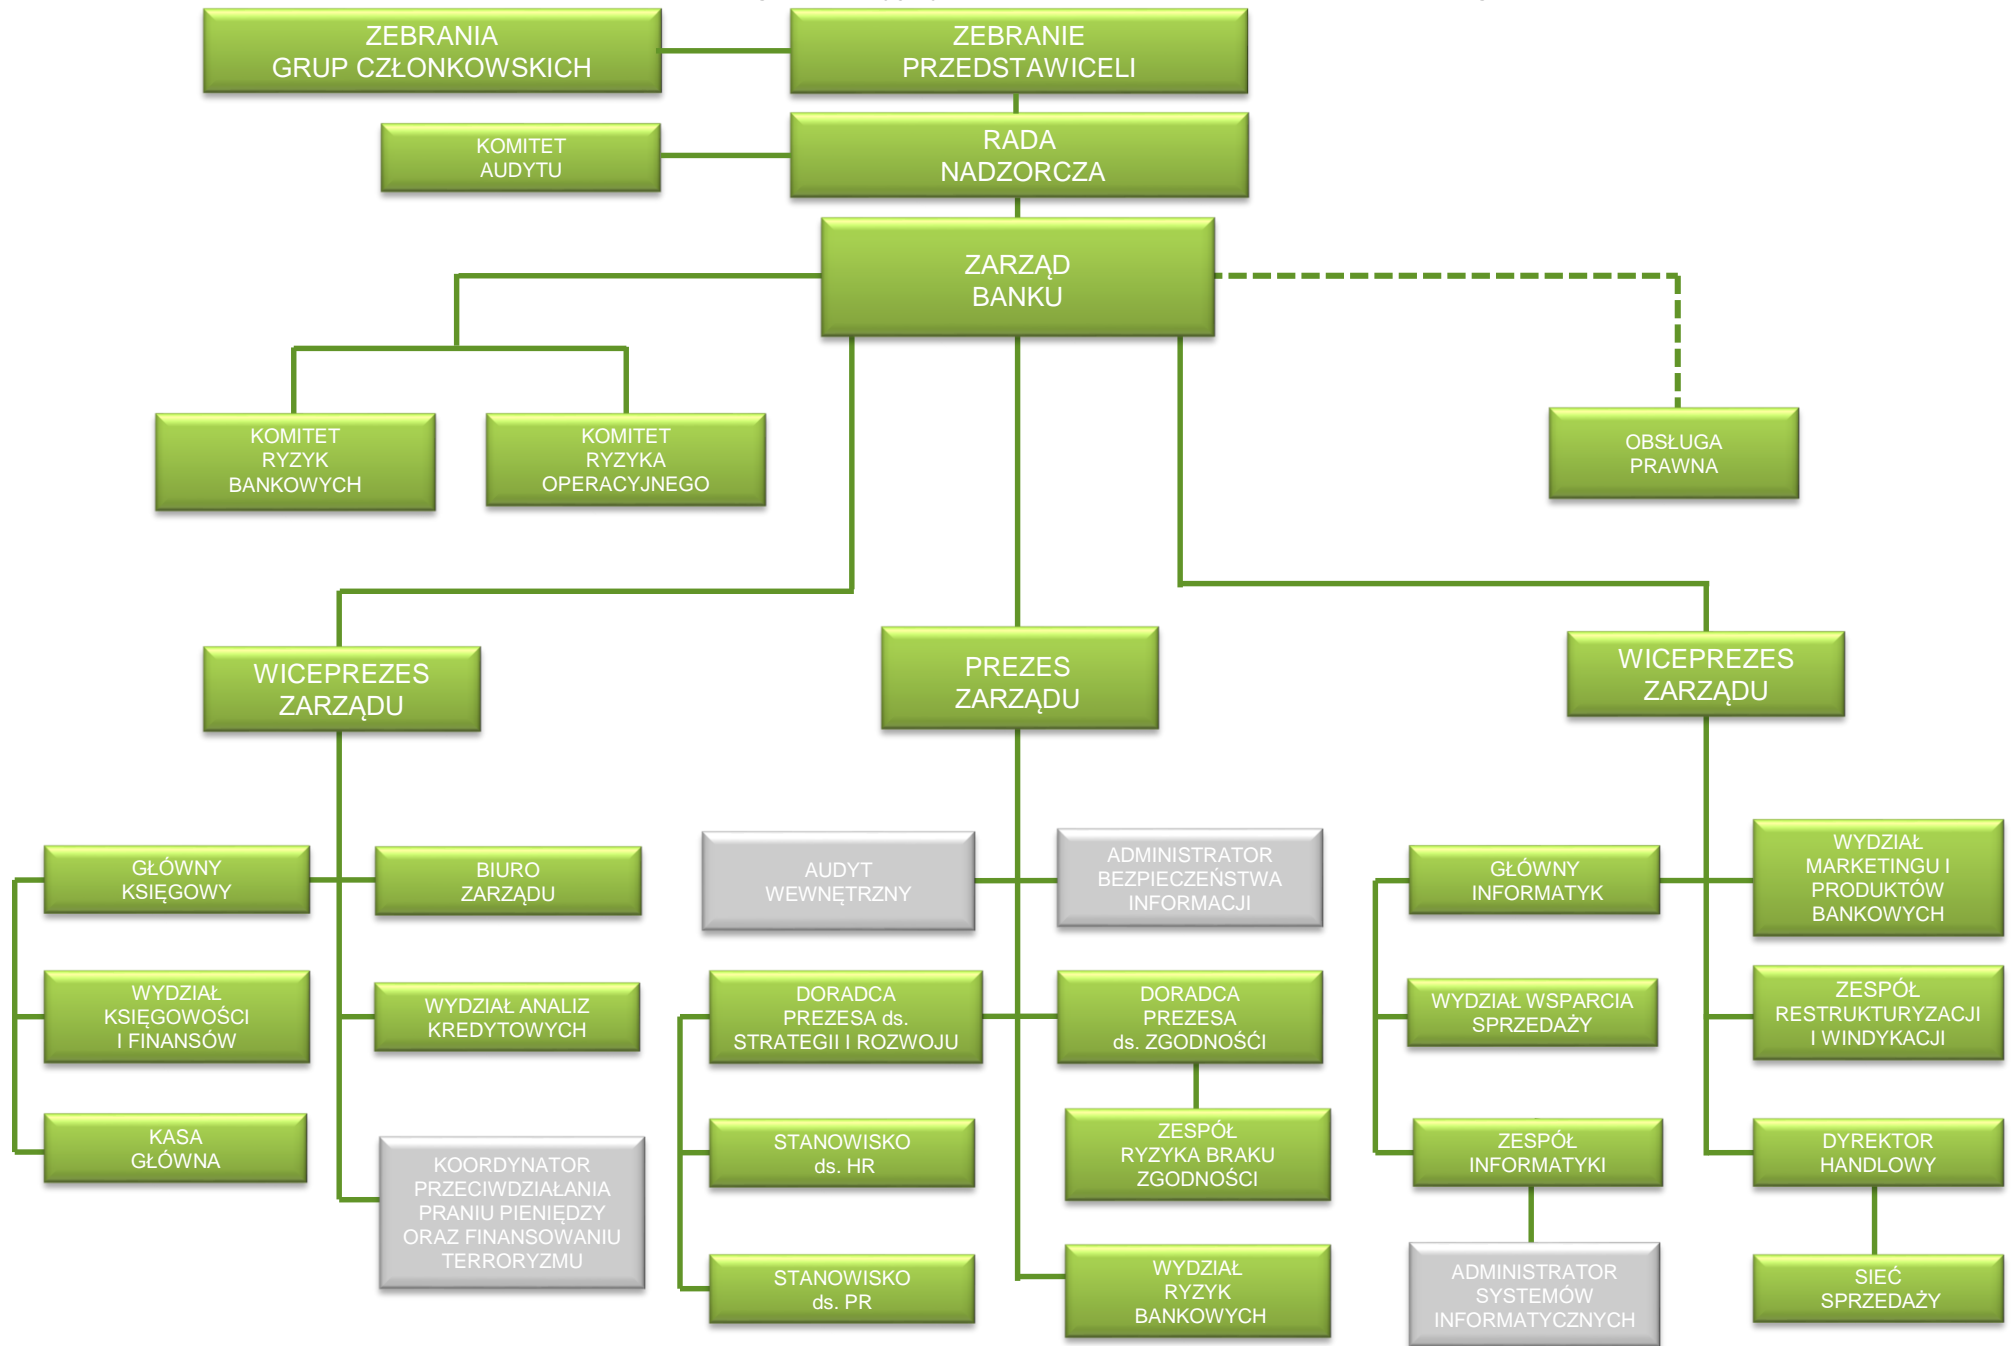 ZEBRANIA
GRUP CZŁONKOWSKICH
ZEBRANIE
PRZEDSTAWICELI
KOMITET
AUDYTU
RADA
NADZORCZA
ZARZĄD
BANKU
KOMITET
RYZYK
BANKOWYCH
KOMITET
RYZYKA
OPERACYJNEGO
OBSŁUGA
PRAWNA
WICEPREZES
ZARZĄDU
PREZES
ZARZĄDU
WICEPREZES
ZARZĄDU
GŁÓWNY
KSIĘGOWY
BIURO
ZARZĄDU
WYDZIAŁ
KSIĘGOWOŚCI
I FINANSÓW
WYDZIAŁ ANALIZ
KREDYTOWYCH
KASA
GŁÓWNA
KOORDYNATOR
PRZECIWDZIAŁANIA
PRANIU PIENIĘDZY
ORAZ FINANSOWANIU
TERRORYZMU
AUDYT
WEWNĘTRZNY
ADMINISTRATOR
BEZPIECZEŃSTWA
INFORMACJI
DORADCA
PREZESA ds.
STRATEGII I ROZWOJU
DORADCA
PREZESA
ds. ZGODNOŚĆI
STANOWISKO
ds. HR
ZESPÓŁ
RYZYKA BRAKU
ZGODNOŚCI
STANOWISKO
ds. PR
WYDZIAŁ
RYZYK
BANKOWYCH
GŁÓWNY
INFORMATYK
WYDZIAŁ
MARKETINGU I
PRODUKTÓW
BANKOWYCH
WYDZIAŁ WSPARCIA
SPRZEDAŻY
ZESPÓŁ
RESTRUKTURYZACJI
I WINDYKACJI
ZESPÓŁ
INFORMATYKI
DYREKTOR
HANDLOWY
ADMINISTRATOR
SYSTEMÓW
INFORMATYCZNYCH
SIEĆ
SPRZEDAŻY